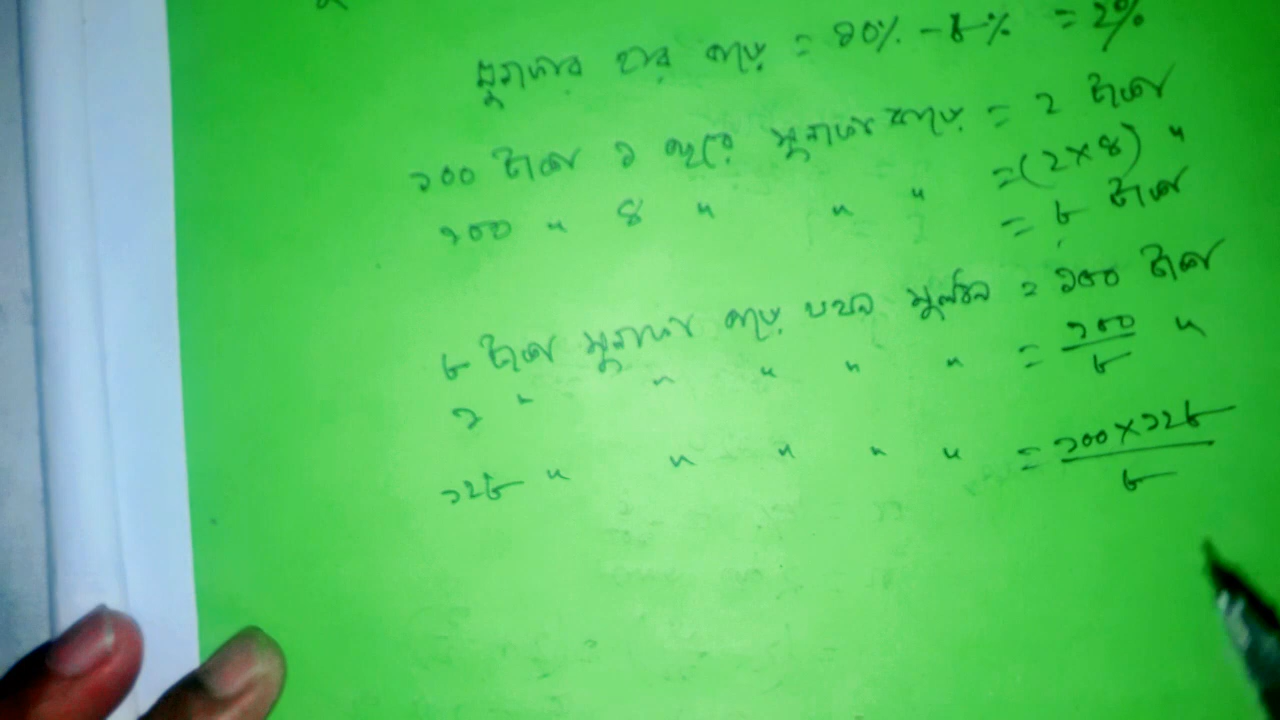 মুনাফার হার কমে = ১০% - ৮% = ২%
১০০ টাকায় ১ বছরে মুনাফা কমে = ২ টাকা
১০০ " ৪ " " " = (২×৪) "
= ৮ টাকা
৮ টাকা মুনাফা কমে যখন মূলধন = ১০০ টাকা
১ " " " " " = ১০০/৮ "
১২৮ " " " " " = ১০০×১২৮/৮